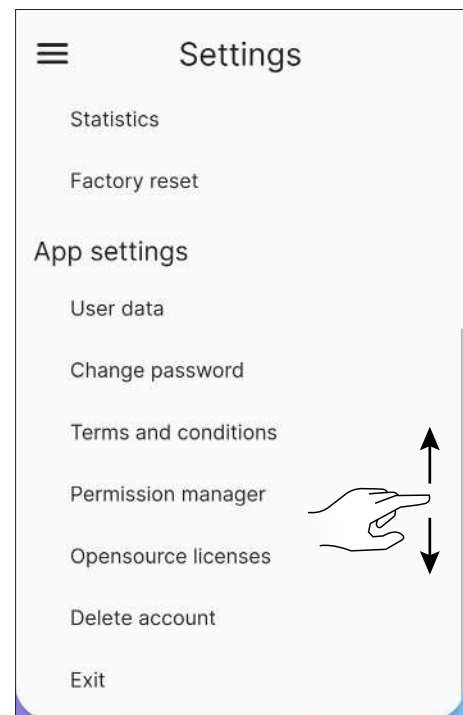 Settings
Statistics
Factory reset
App settings
User data
Change password
Terms and conditions
Permission manager
Opensource licenses
Delete account
Exit